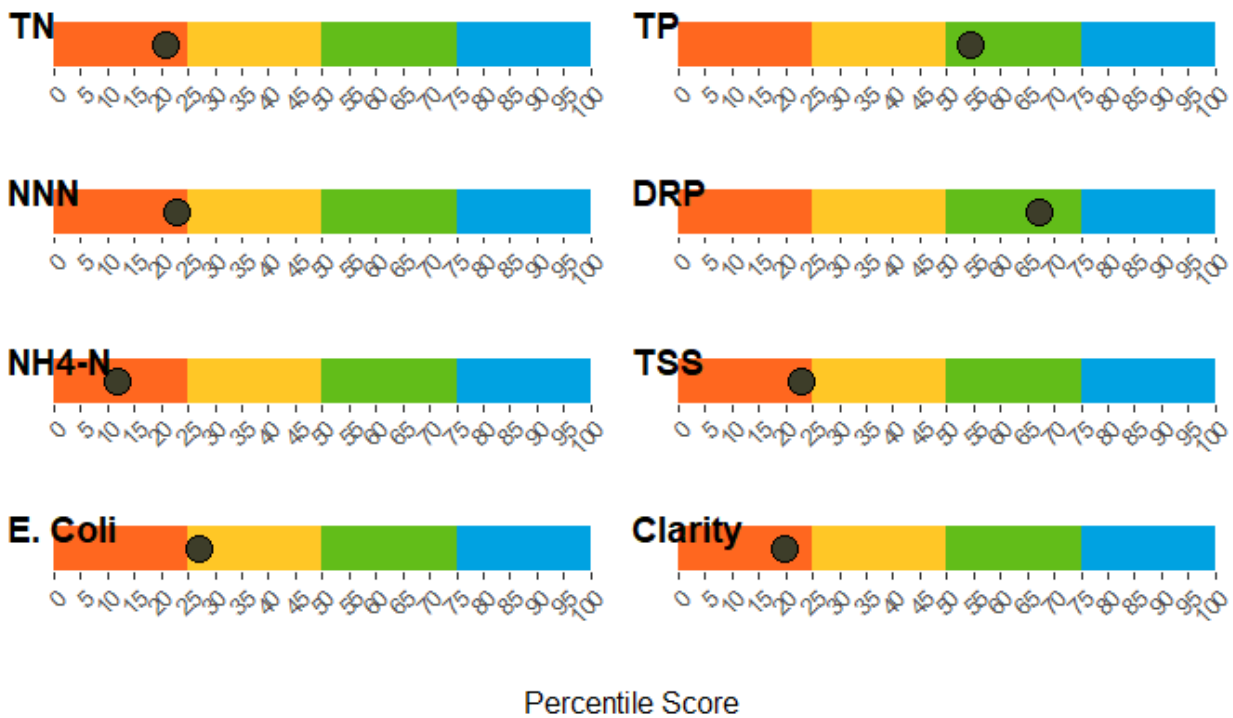 TN TP
0 5 10 15 20 25 30 35 40 45 50 55 60 65 70 75 80 85 90 95 100 0 5 10 15 20 25 30 35 40 45 50 55 60 65 70 75 80 85 90 95 100
NNN DRP
0 5 10 15 20 25 30 35 40 45 50 55 60 65 70 75 80 85 90 95 100 0 5 10 15 20 25 30 35 40 45 50 55 60 65 70 75 80 85 90 95 100
NH4-N TSS
0 5 10 15 20 25 30 35 40 45 50 55 60 65 70 75 80 85 90 95 100 0 5 10 15 20 25 30 35 40 45 50 55 60 65 70 75 80 85 90 95 100
E. Coli Clarity
0 5 10 15 20 25 30 35 40 45 50 55 60 65 70 75 80 85 90 95 100 0 5 10 15 20 25 30 35 40 45 50 55 60 65 70 75 80 85 90 95 100
Percentile Score